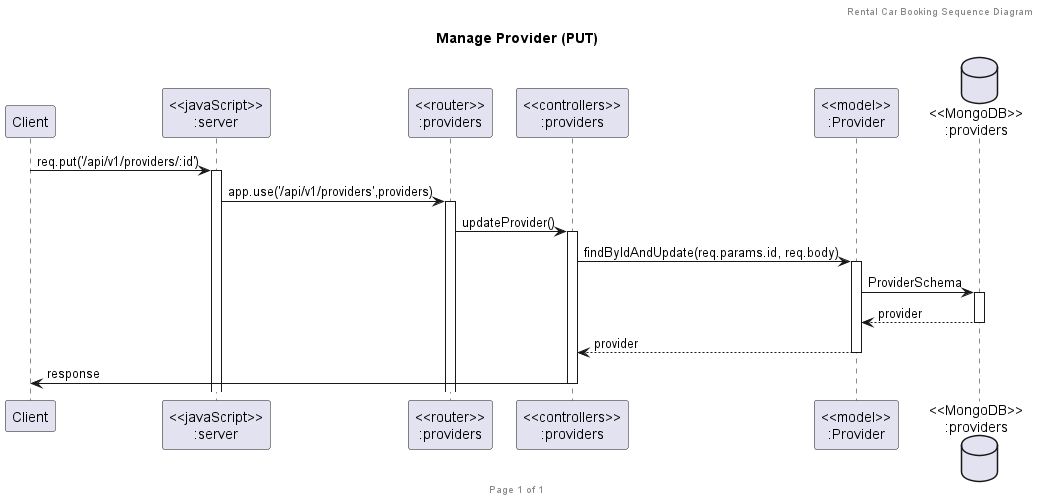 Rental Car Booking Sequence Diagram
Manage Provider (PUT)
Client
<<javaScript>>
:server
<<router>>
:providers
<<controllers>>
:providers
<<model>>
:Provider
<<MongoDB>>
:providers
req.put('/api/v1/providers/:id')
app.use('/api/v1/providers',providers)
updateProvider()
findByIdAndUpdate(req.params.id, req.body)
ProviderSchema
provider
provider
response
Client
<<javaScript>>
:server
<<router>>
:providers
<<controllers>>
:providers
<<model>>
:Provider
<<MongoDB>>
:providers
Page 1 of 1